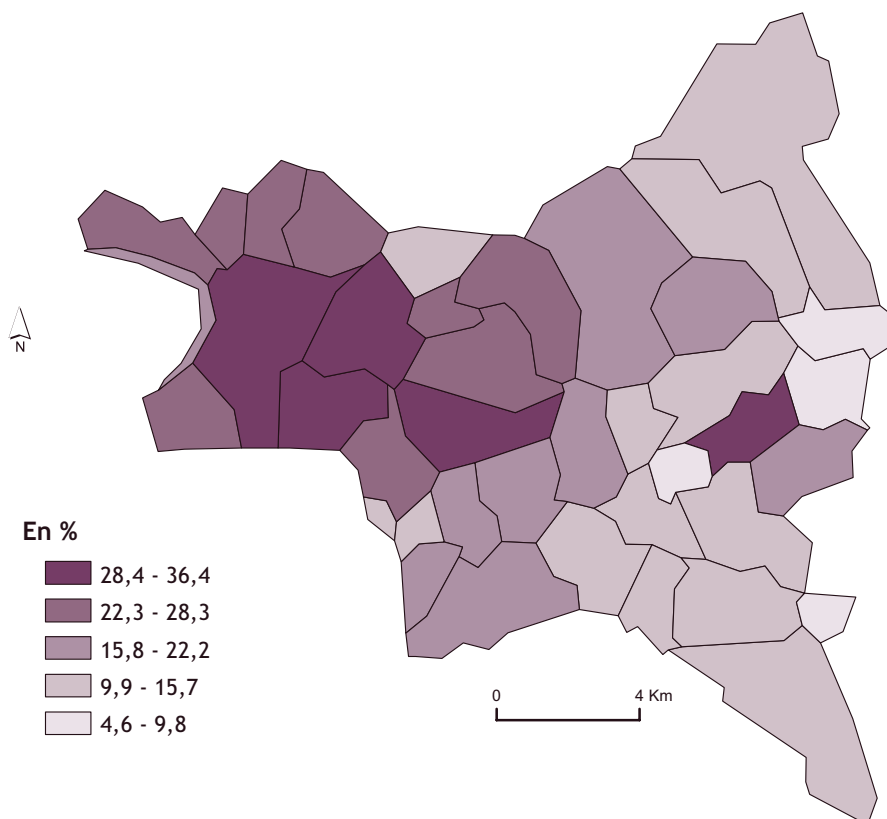 N
En %
28,4 - 36,4
22,3 - 28,3
15,8 - 22,2
9,9 - 15,7
4,6 - 9,8
0 4 Km